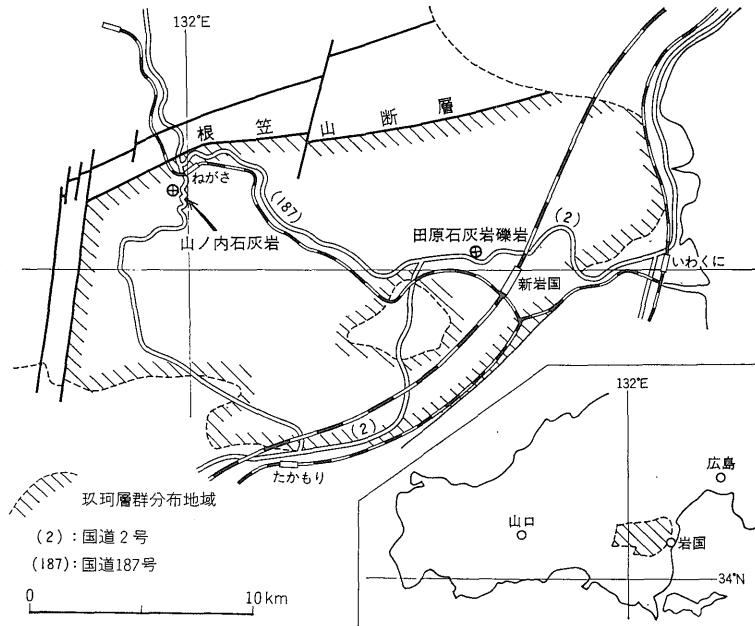 132°E
根笠山断層
ねがさ
(187)
山ノ内石灰岩
田原石灰岩礫岩
(2)
いわくに
新岩国
(2)
たかもり
玖珂層群分布地域
(2):国道2号
(187):国道187号
0 10km
132°E
広島
山口
岩国
34°N